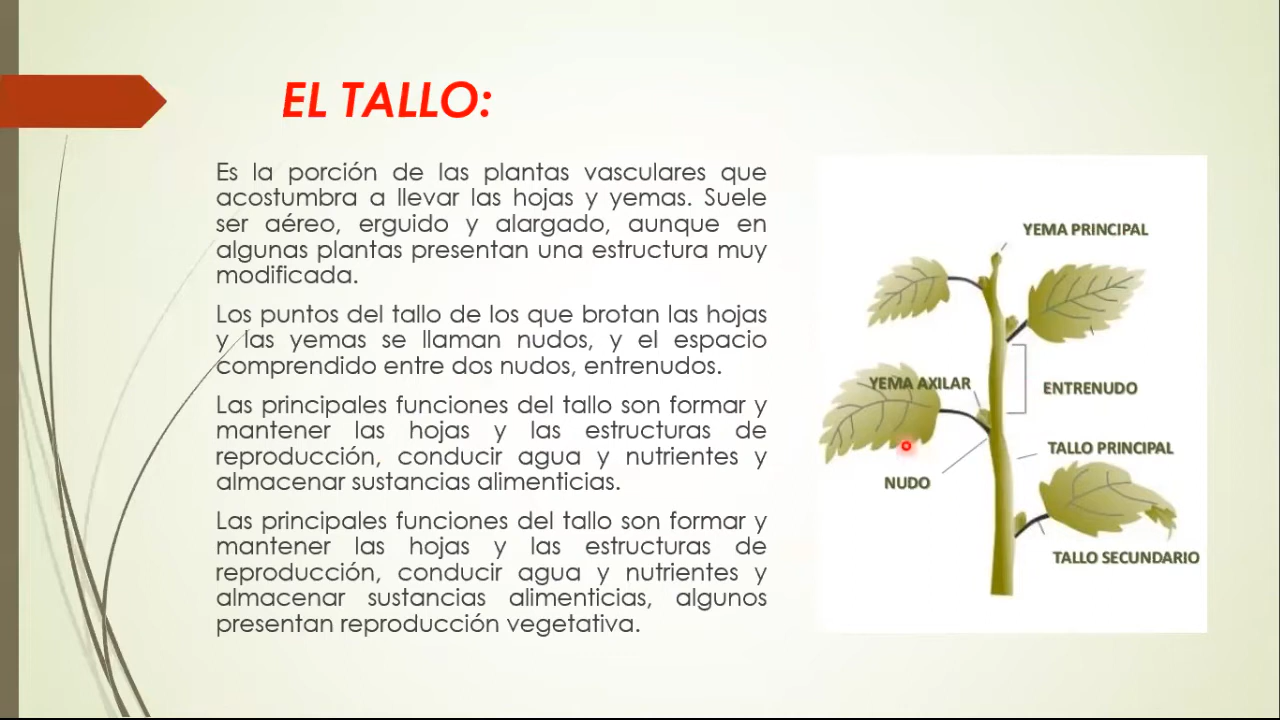 EL TALLO:
Es la porción de las plantas vasculares que
acostumbra a llevar las hojas y yemas. Suele
ser aéreo, erguido y alargado, aunque en
algunas plantas presentan una estructura muy
modificada.
Los puntos del tallo de los que brotan las hojas
y las yemas se llaman nudos, y el espacio
comprendido entre dos nudos, entrenudos.
Las principales funciones del tallo son formar y
mantener las hojas y las estructuras de
reproducción, conducir agua y nutrientes y
almacenar sustancias alimenticias.
Las principales funciones del tallo son formar y
mantener las hojas y las estructuras de
reproducción, conducir agua y nutrientes y
almacenar sustancias alimenticias, algunos
presentan reproducción vegetativa.
YEMA PRINCIPAL
YEMA AXILAR
ENTRENUDO
TALLO PRINCIPAL
NUDO
TALLO SECUNDARIO